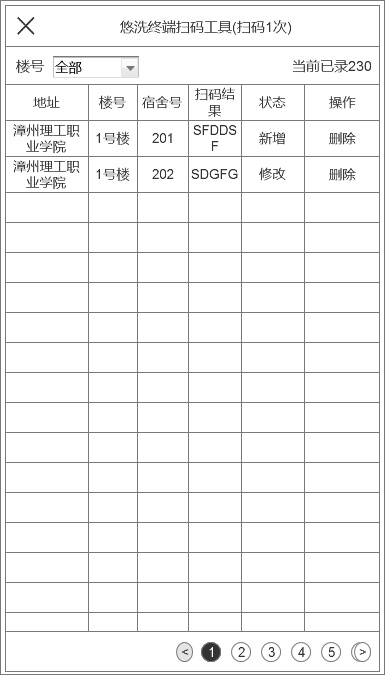 悠洗终端扫码工具(扫码1次)
楼号 全部 当前已录230
地址 楼号 宿舍号 扫码结果 状态 操作
漳州理工职业学院 1号楼 201 SFDDSF 新增 删除
漳州理工职业学院 1号楼 202 SDGFG 修改 删除
< 1 2 3 4 5 >